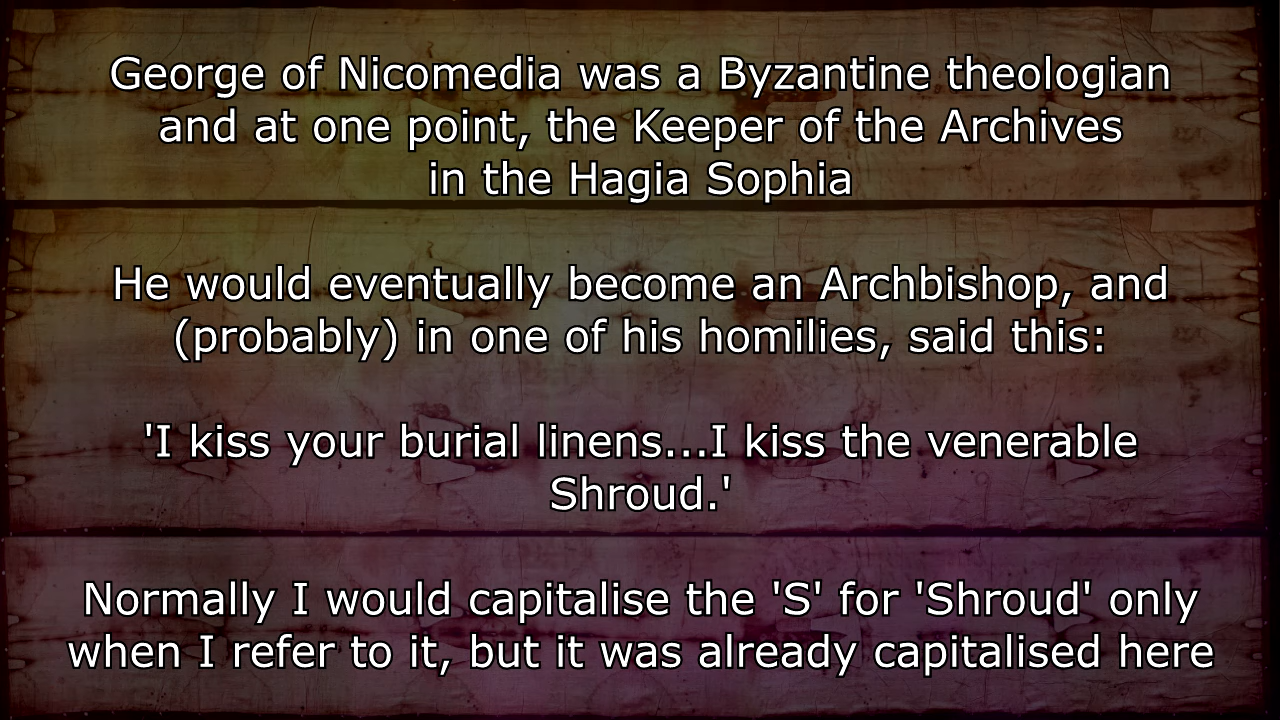 George of Nicomedia was a Byzantine theologian
and at one point, the Keeper of the Archives
in the Hagia Sophia
He would eventually become an Archbishop, and
(probably) in one of his homilies, said this:
'I kiss your burial linens...I kiss the venerable
Shroud.'
Normally I would capitalise the 'S' for 'Shroud' only
when I refer to it, but it was already capitalised here